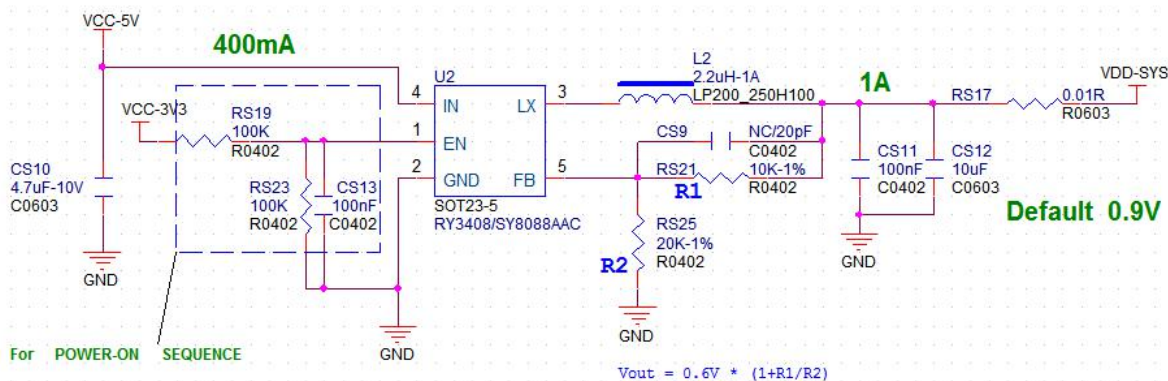 VCC-5V
400mA
VCC-3V3
RS19
100K
R0402
CS10
4.7uF-10V
C0603
RS23
100K
R0402
CS13
100nF
C0402
GND
For POWER-ON SEQUENCE
GND
U2
4 IN LX 3
1 EN
2 GND FB 5
SOT23-5
RY3408/SY8088AAC
L2
2.2uH-1A
LP200_250H100
CS9 NC/20pF
C0402
RS21 10K-1%
R1 R0402
RS25
20K-1%
R2 R0402
GND
1A
CS11
100nF
C0402
CS12
10uF
C0603
GND
RS17 0.01R
R0603
VDD-SYS
Default 0.9V
Vout = 0.6V * (1+R1/R2)